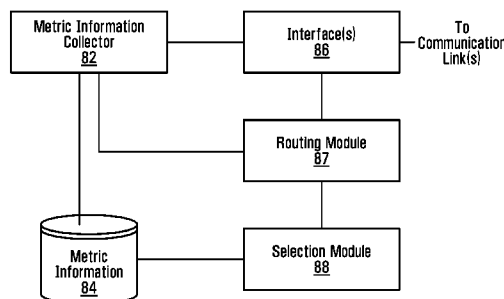 Metric Information
Collector
82
Interface(s)
86
To
Communication
Link(s)
Routing Module
87
Metric
Information
84
Selection Module
88